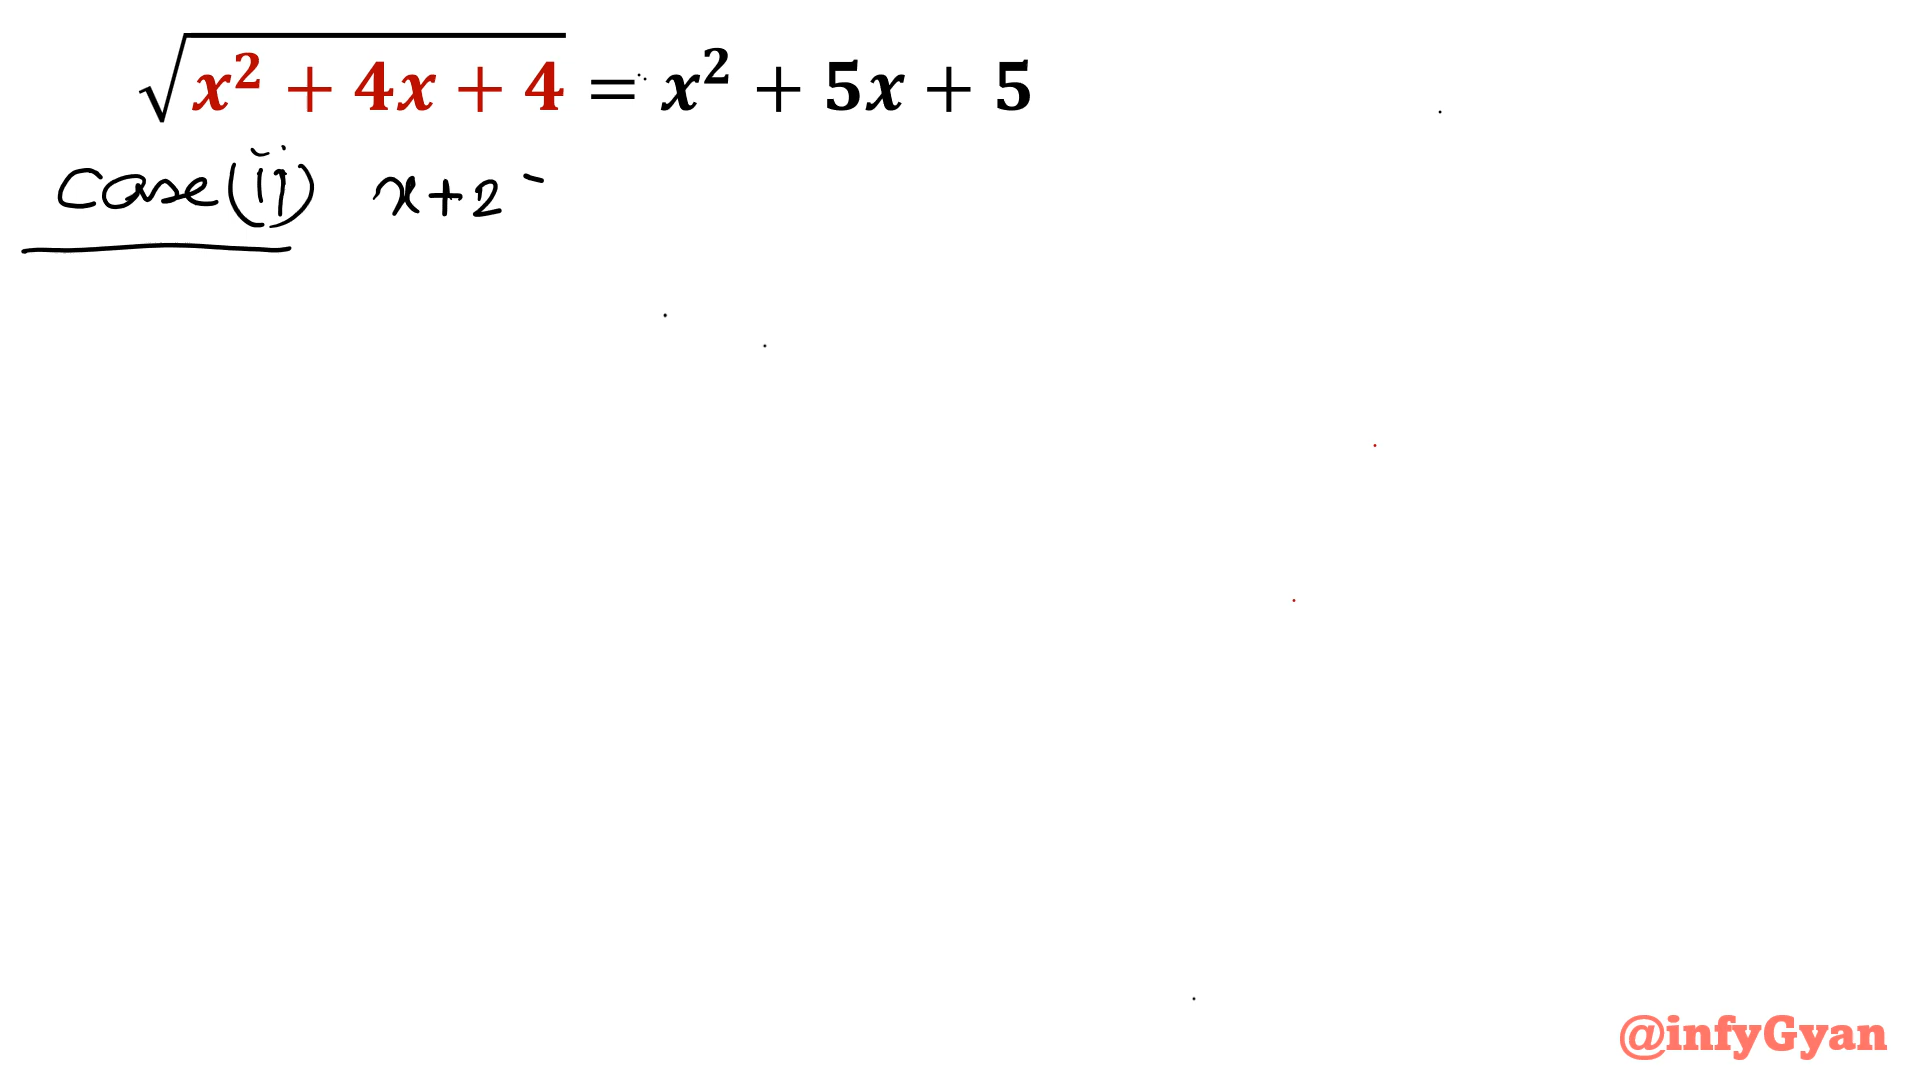 √(x² + 4x + 4) = x² + 5x + 5
Case (ii) x+2 -
@infyGyan